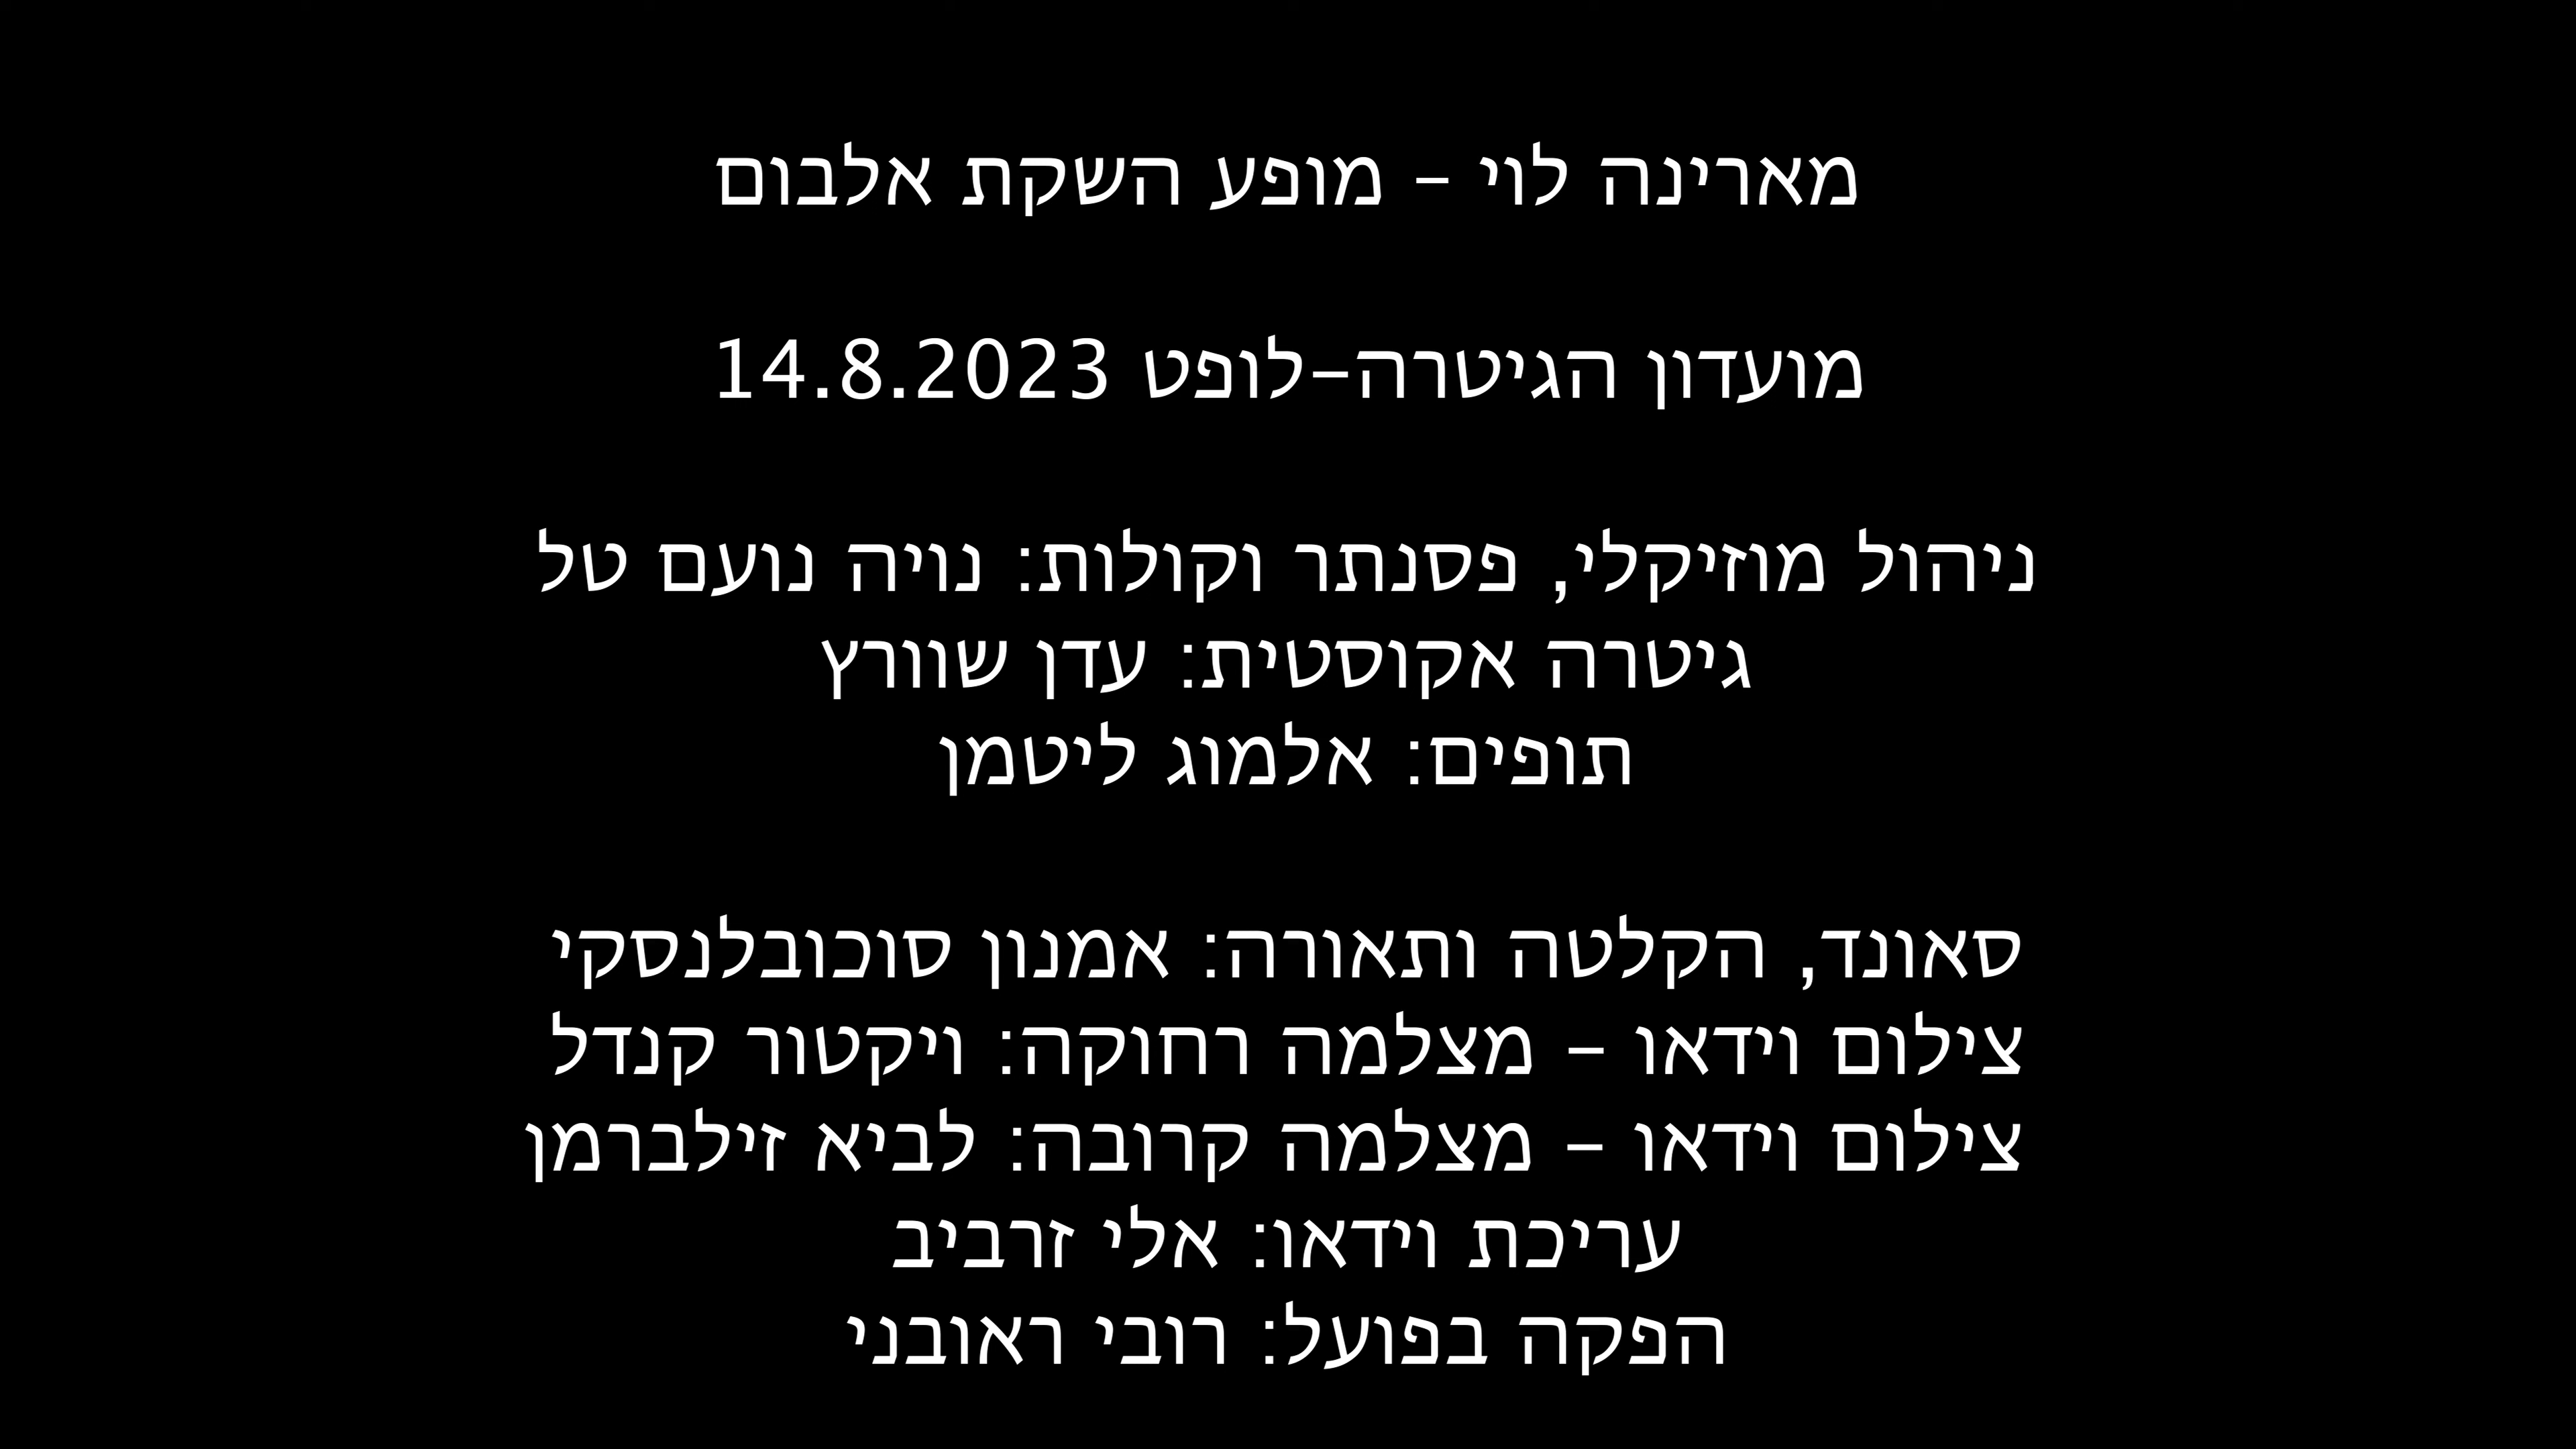 מארינה לוי - מופע השקת אלבום
מועדון הגיטרה-לופט 14.8.2023
ניהול מוזיקלי, פסנתר וקולות: נויה נועם טל
גיטרה אקוסטית: עדן שוורץ
תופים: אלמוג ליטמן
סאונד, הקלטה ותאורה: אמנון סוכובלנסקי
צילום וידאו - מצלמה רחוקה: ויקטור קנדל
צילום וידאו - מצלמה קרובה: לביא זילברמן
עריכת וידאו: אלי זרביב
הפקה בפועל: רובי ראובני